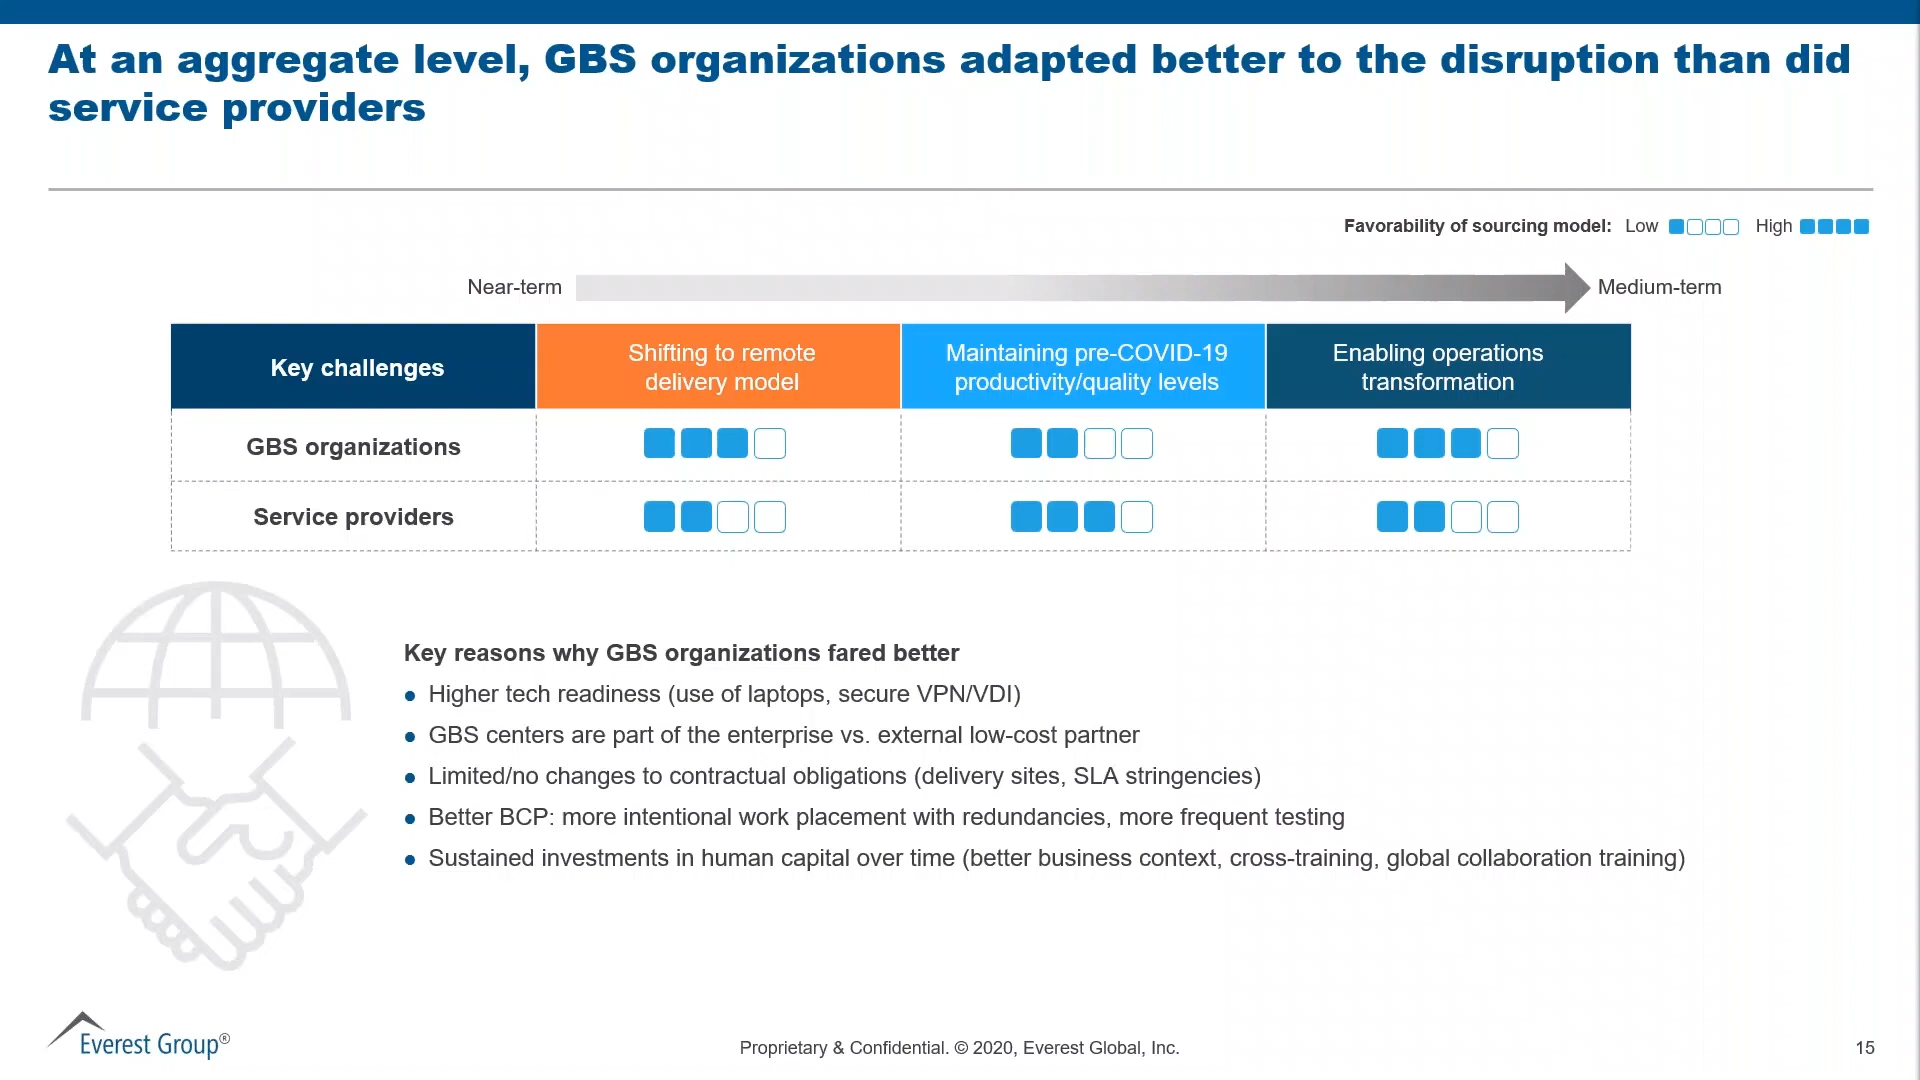 At an aggregate level, GBS organizations adapted better to the disruption than did
service providers
Favorability of sourcing model: Low High
Near-term Medium-term
Key challenges
Shifting to remote
delivery model
Maintaining pre-COVID-19
productivity/quality levels
Enabling operations
transformation
GBS organizations
Service providers
Key reasons why GBS organizations fared better
● Higher tech readiness (use of laptops, secure VPN/VDI)
● GBS centers are part of the enterprise vs. external low-cost partner
● Limited/no changes to contractual obligations (delivery sites, SLA stringencies)
● Better BCP: more intentional work placement with redundancies, more frequent testing
● Sustained investments in human capital over time (better business context, cross-training, global collaboration training)
Everest Group®
Proprietary & Confidential. © 2020, Everest Global, Inc.
15